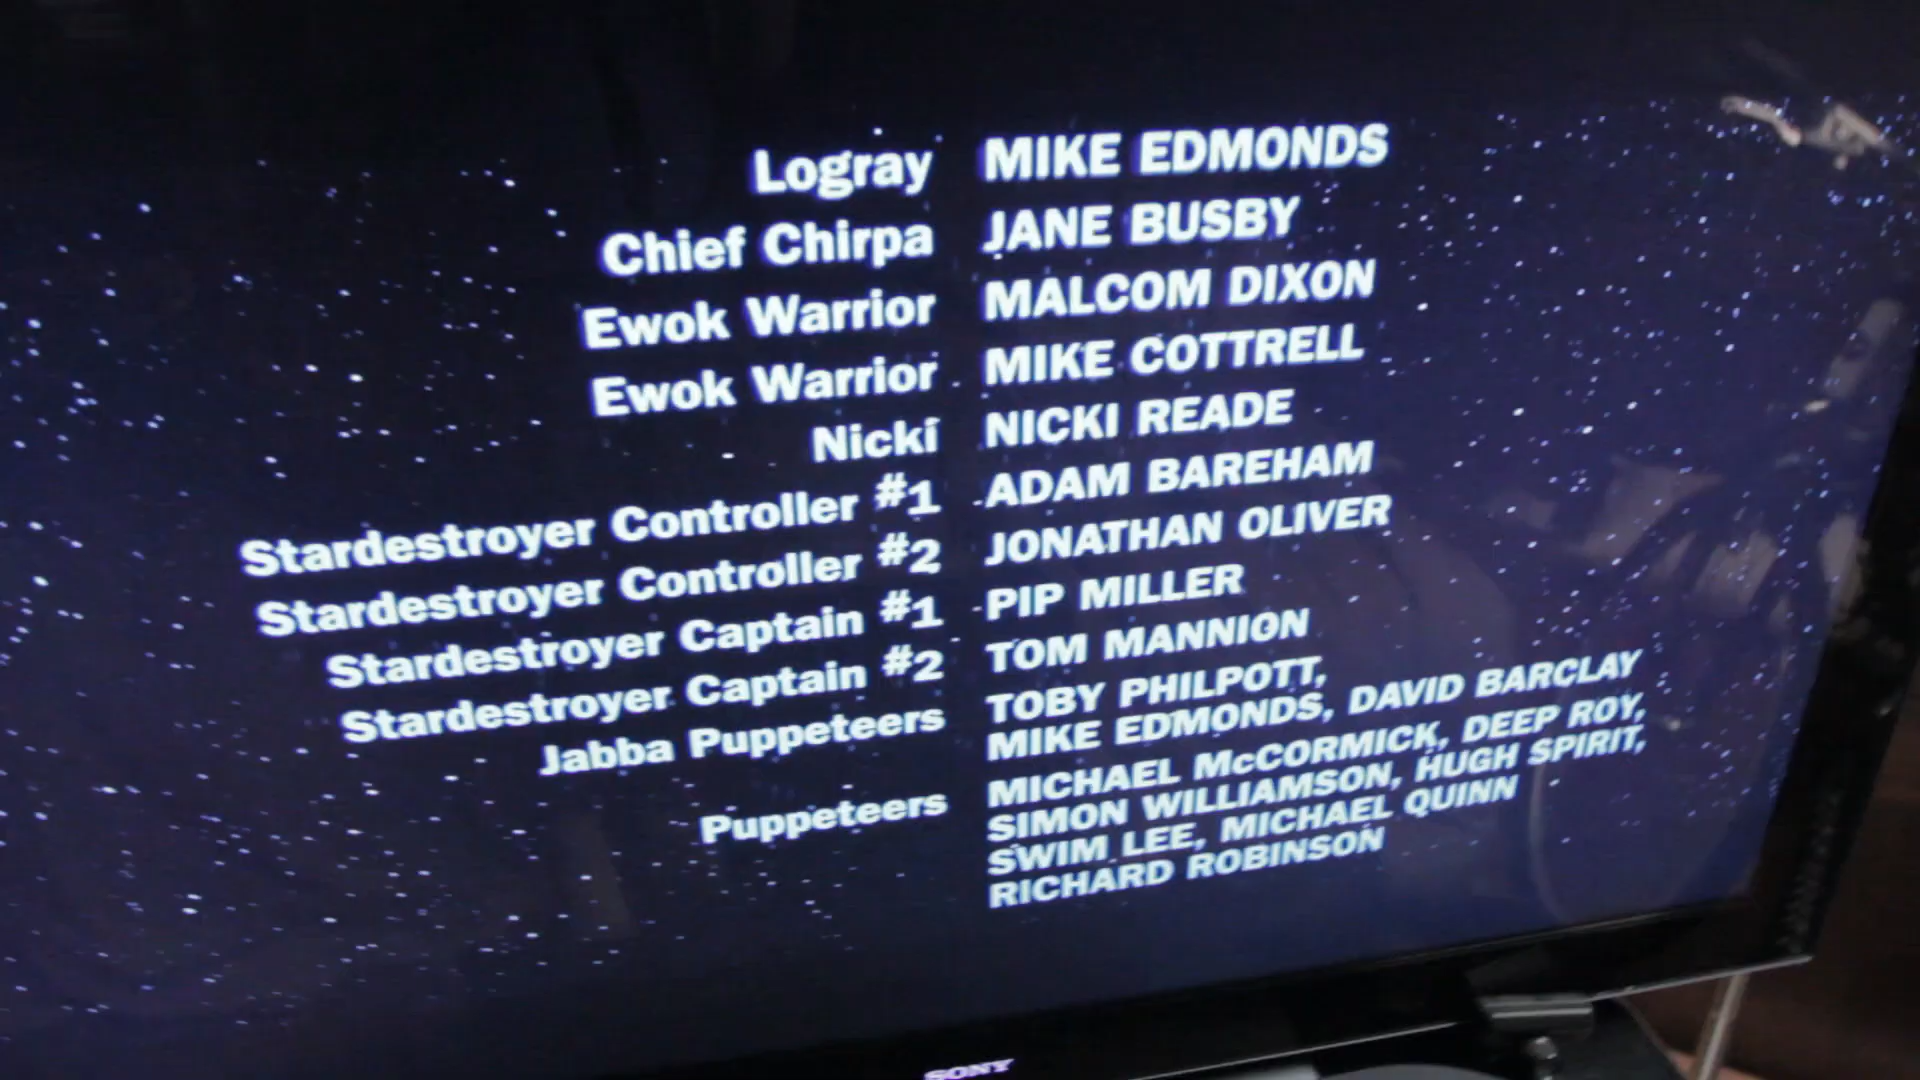 Logray MIKE EDMONDS
Chief Chirpa JANE BUSBY
Ewok Warrior MALCOM DIXON
Ewok Warrior MIKE COTTRELL
Nicki NICKI READE
Stardestroyer Controller #1 ADAM BAREHAM
Stardestroyer Controller #2 JONATHAN OLIVER
Stardestroyer Captain #1 PIP MILLER
Stardestroyer Captain #2 TOM MANNION
Jabba Puppeteers TOBY PHILPOTT,
MIKE EDMONDS, DAVID BARCLAY
Puppeteers MICHAEL McCORMICK, DEEP ROY,
SIMON WILLIAMSON, HUGH SPIRIT,
SWIM LEE, MICHAEL QUINN
RICHARD ROBINSON
SONY